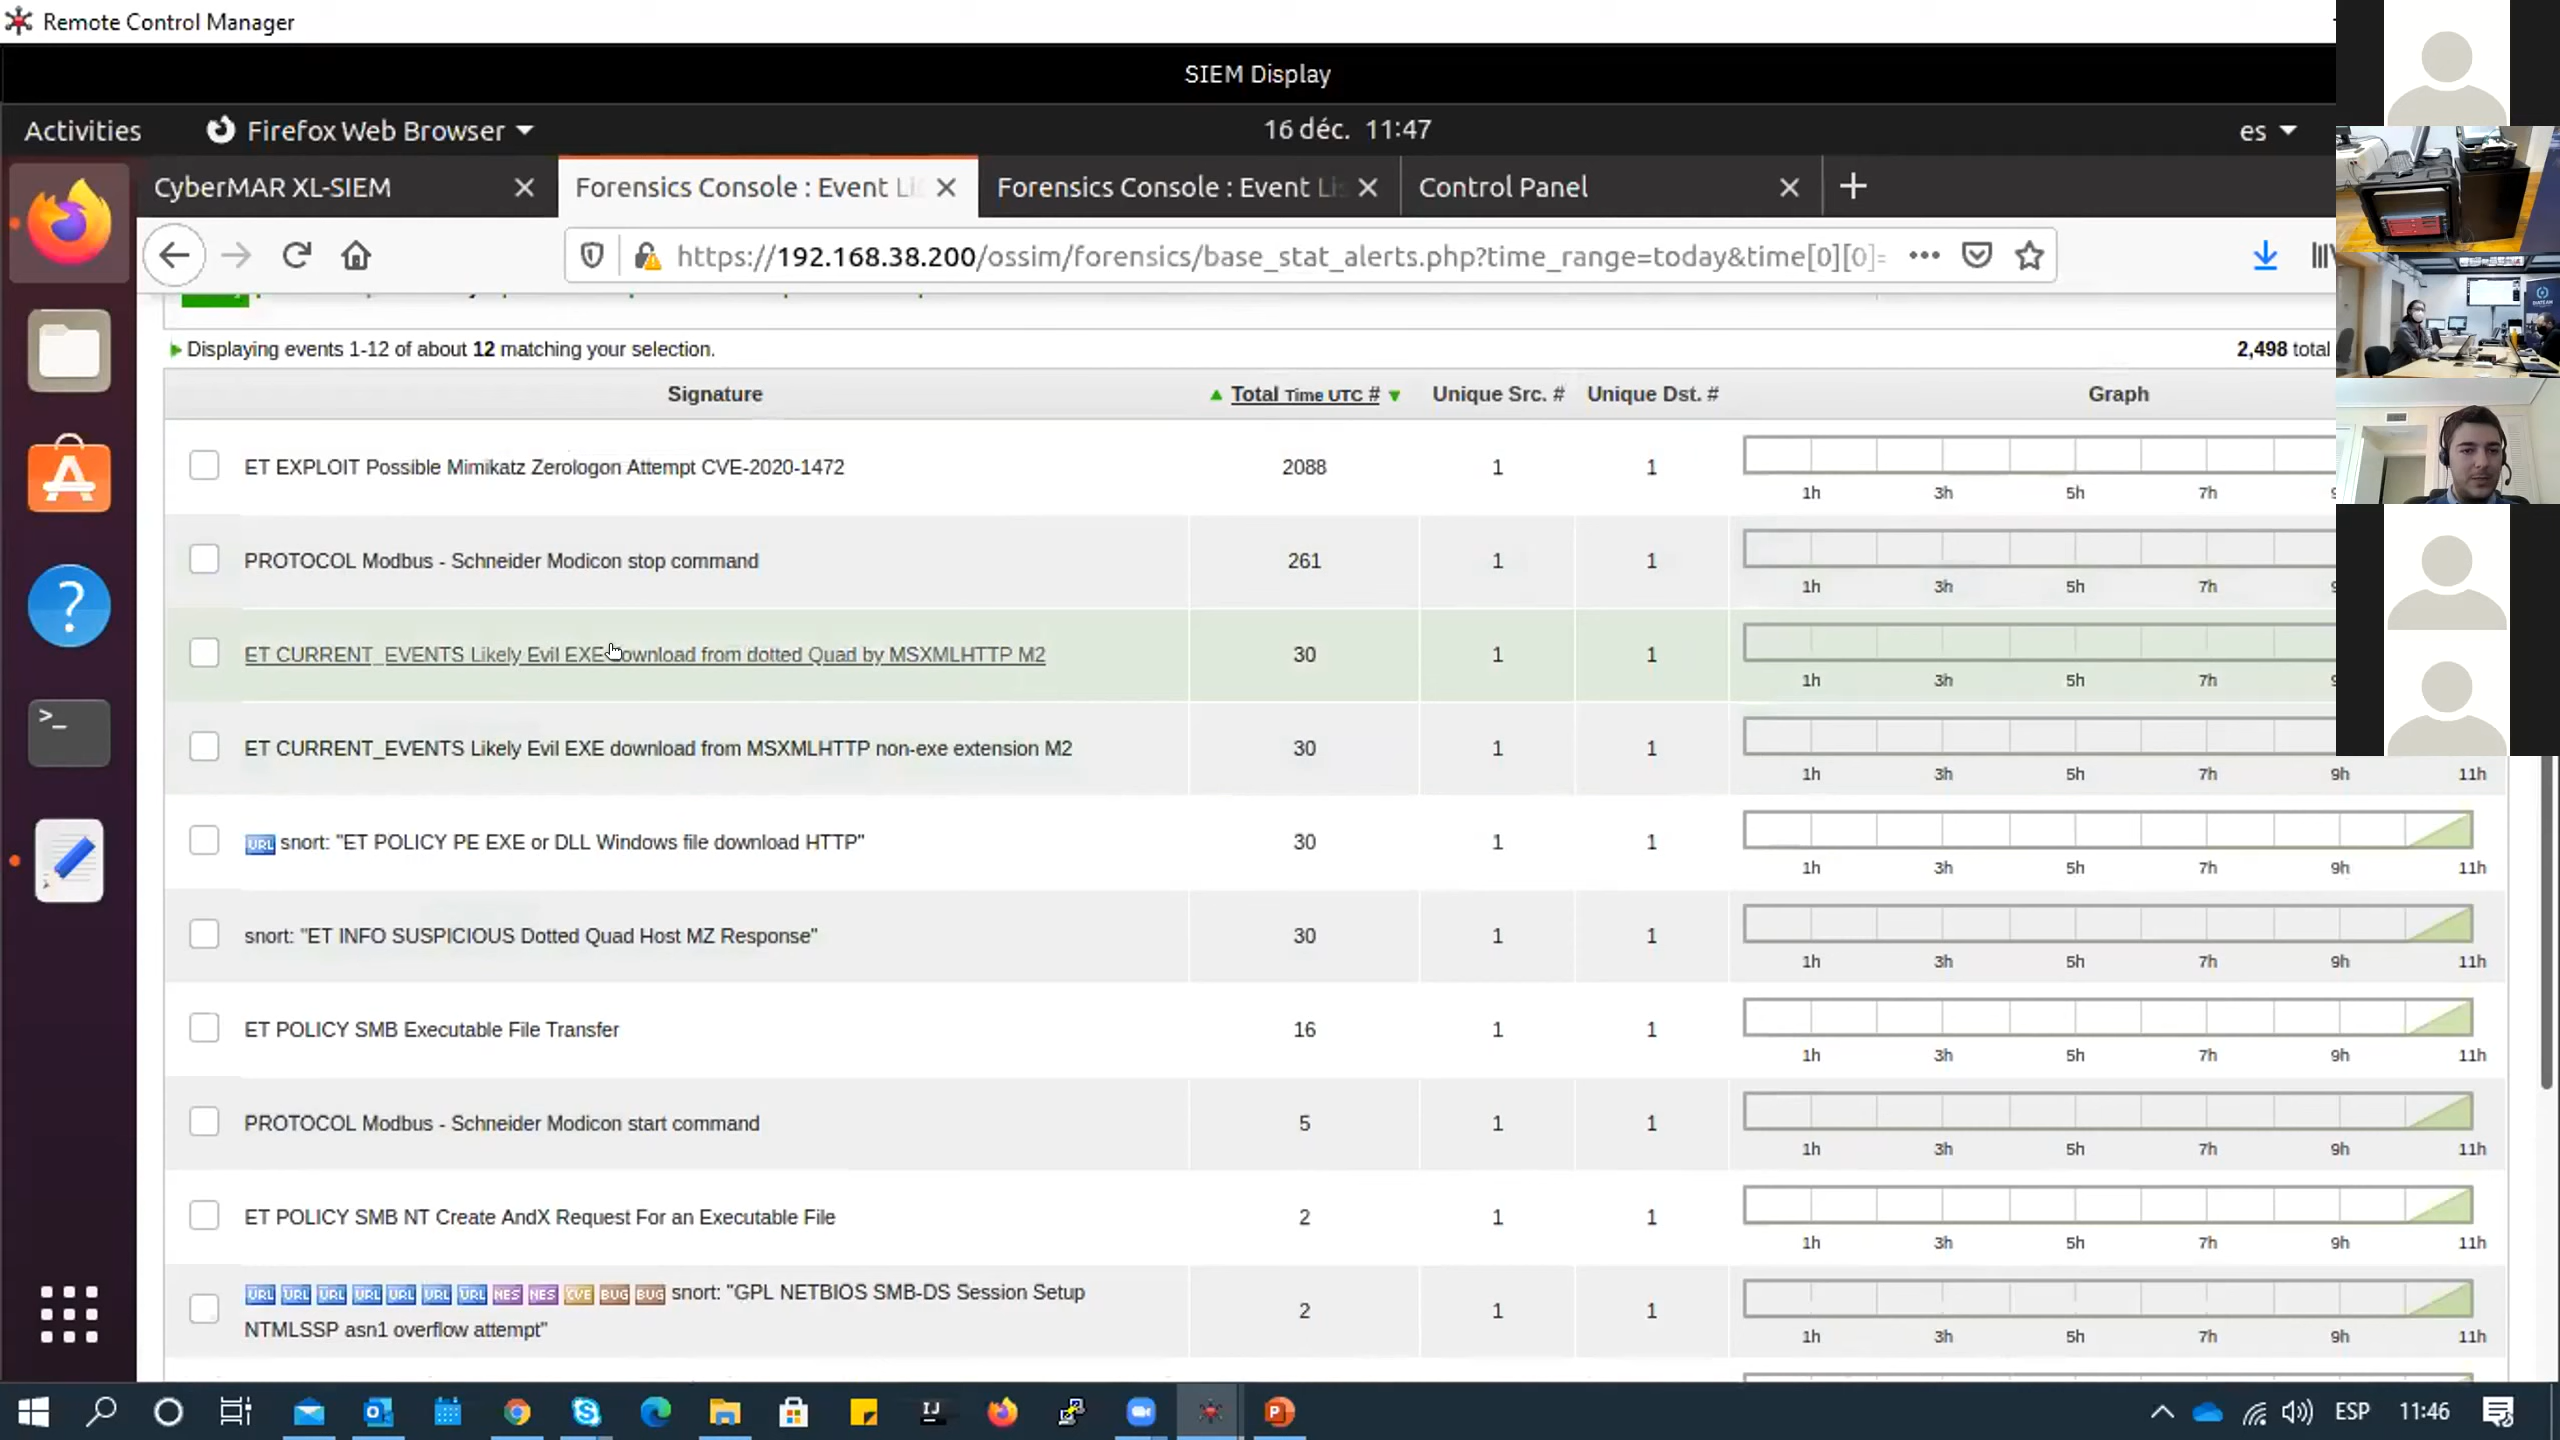 Remote Control Manager
SIEM Display
Activities Firefox Web Browser 16 déc. 11:47 es
CyberMAR XL-SIEM Forensics Console : Event Li Forensics Console : Event Lis Control Panel
https://192.168.38.200/ossim/forensics/base_stat_alerts.php?time_range=today&time[0][0]=
Displaying events 1-12 of about 12 matching your selection. 2,498 total
Signature Total Time UTC # Unique Src. # Unique Dst. # Graph
ET EXPLOIT Possible Mimikatz Zerologon Attempt CVE-2020-1472 2088 1 1
1h 3h 5h 7h
PROTOCOL Modbus - Schneider Modicon stop command 261 1 1
1h 3h 5h 7h
ET CURRENT_EVENTS Likely Evil EXE download from dotted Quad by MSXMLHTTP M2 30 1 1
1h 3h 5h 7h
ET CURRENT_EVENTS Likely Evil EXE download from MSXMLHTTP non-exe extension M2 30 1 1
1h 3h 5h 7h 9h 11h
URL snort: "ET POLICY PE EXE or DLL Windows file download HTTP" 30 1 1
1h 3h 5h 7h 9h 11h
snort: "ET INFO SUSPICIOUS Dotted Quad Host MZ Response" 30 1 1
1h 3h 5h 7h 9h 11h
ET POLICY SMB Executable File Transfer 16 1 1
1h 3h 5h 7h 9h 11h
PROTOCOL Modbus - Schneider Modicon start command 5 1 1
1h 3h 5h 7h 9h 11h
ET POLICY SMB NT Create AndX Request For an Executable File 2 1 1
1h 3h 5h 7h 9h 11h
URL URL URL URL URL URL URL NES NES CVE BUG BUG snort: "GPL NETBIOS SMB-DS Session Setup
NTMLSSP asn1 overflow attempt" 2 1 1
1h 3h 5h 7h 9h 11h
ESP 11:46